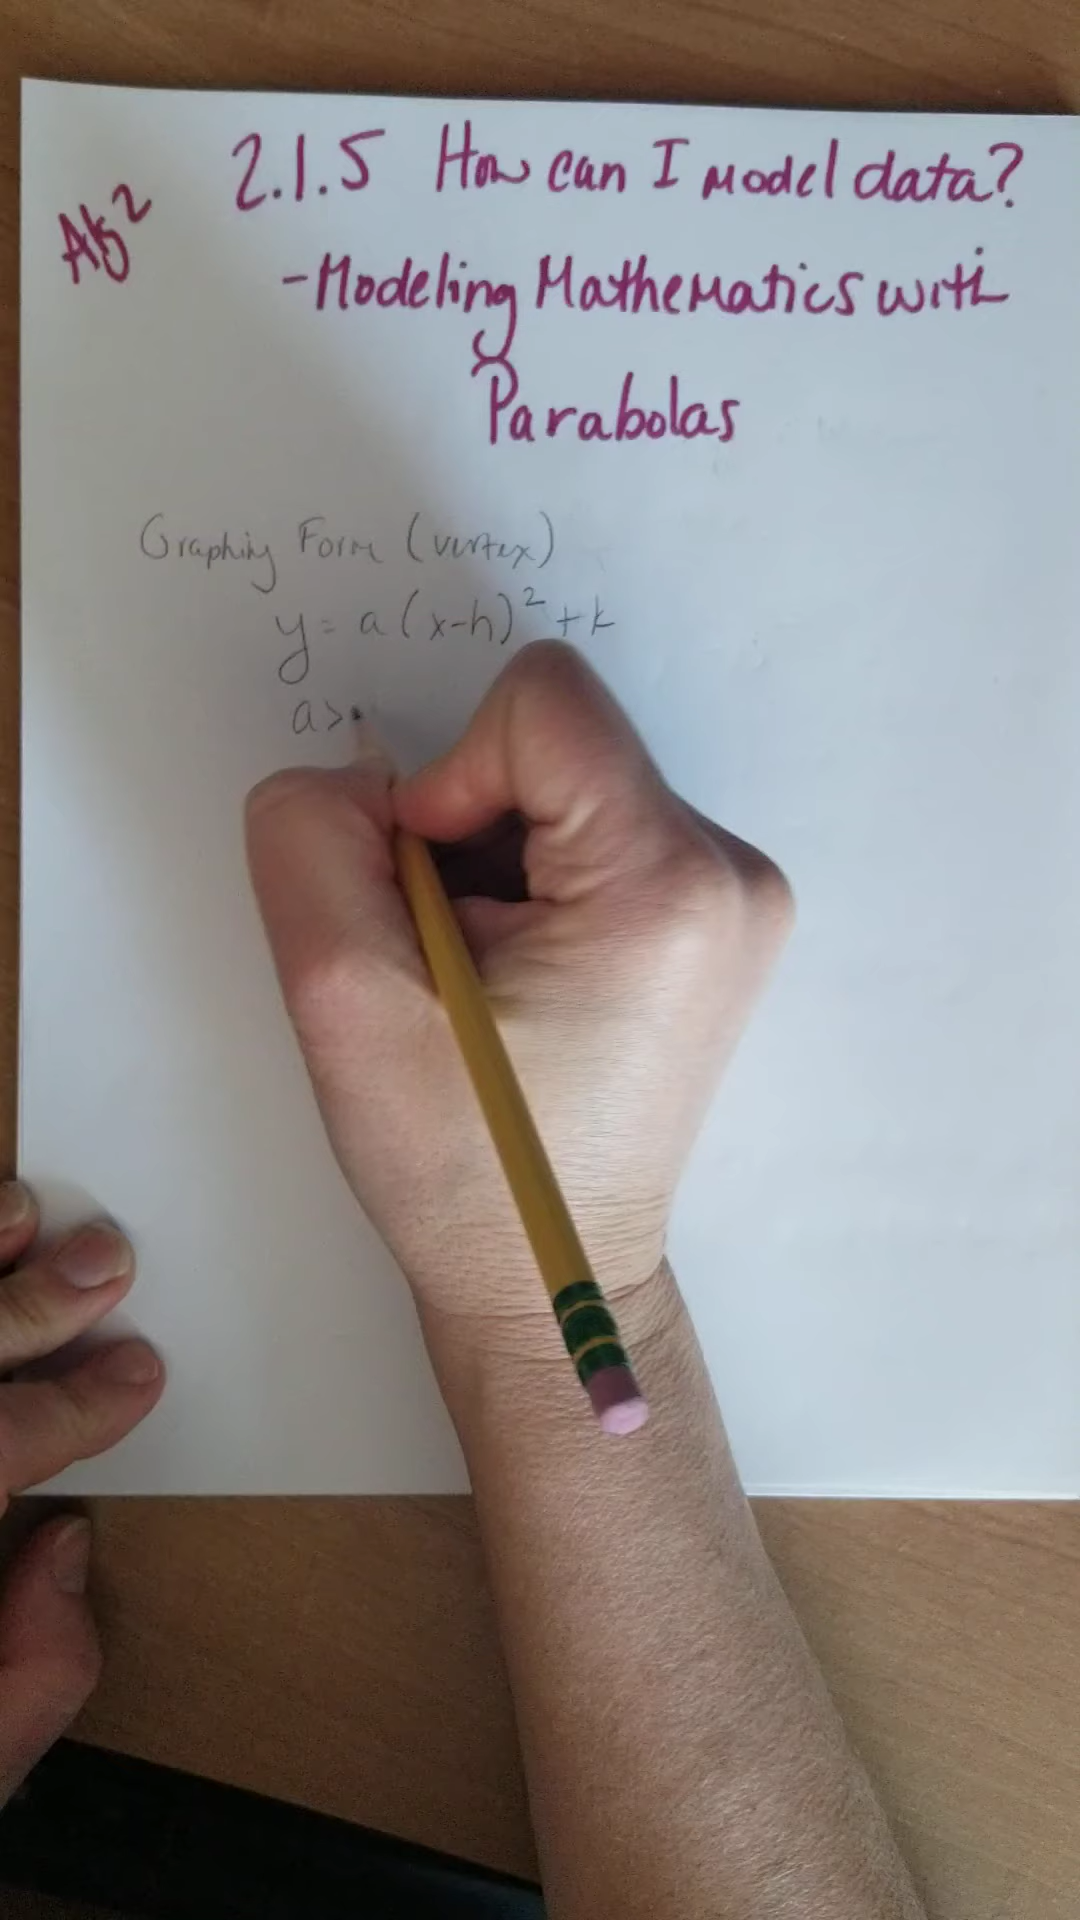 2.1.5 How can I model data?
Alg 2
-Modeling Mathematics with
Parabolas
Graphing Form (vertex)
y = a(x-h)² + k
a>